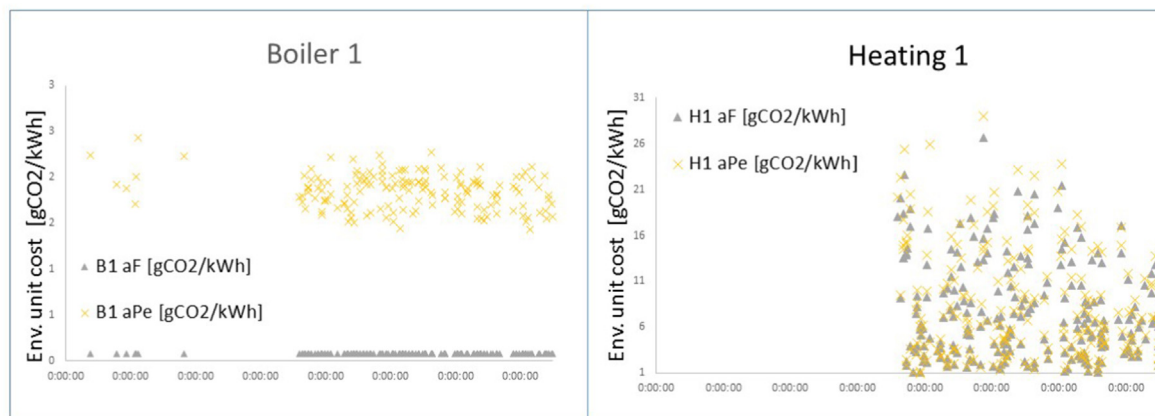 Boiler 1
Env. unit cost [gCO2/kWh]
3
3
2
2
1
1
0
B1 aF [gCO2/kWh]
B1 aPe [gCO2/kWh]
0:00:00 0:00:00 0:00:00 0:00:00 0:00:00 0:00:00 0:00:00 0:00:00
Heating 1
Env. unit cost [gCO2/kWh]
31
26
21
16
11
6
1
H1 aF [gCO2/kWh]
H1 aPe [gCO2/kWh]
0:00:00 0:00:00 0:00:00 0:00:00 0:00:00 0:00:00 0:00:00 0:00:00